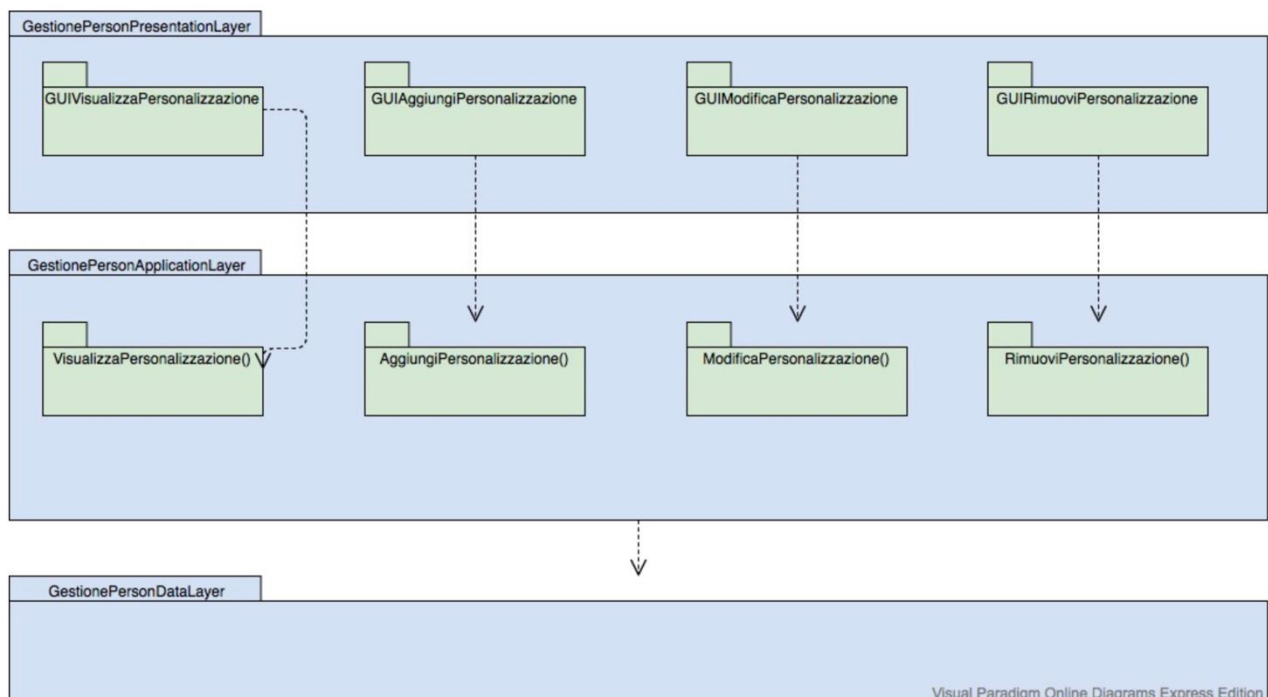 GestionePersonPresentationLayer
GUIVisualizzaPersonalizzazione
GUIAggiungiPersonalizzazione
GUIModificaPersonalizzazione
GUIRimuoviPersonalizzazione
GestionePersonApplicationLayer
VisualizzaPersonalizzazione()
AggiungiPersonalizzazione()
ModificaPersonalizzazione()
RimuoviPersonalizzazione()
GestionePersonDataLayer
Visual Paradigm Online Diagrams Express Edition